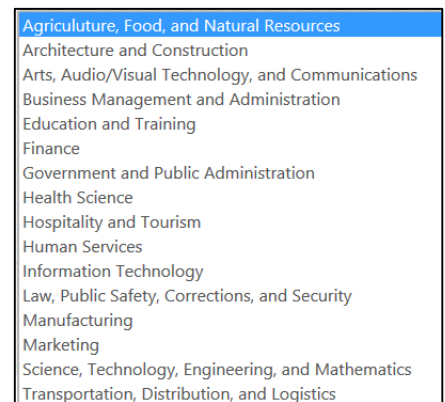 Agriculuture, Food, and Natural Resources
Architecture and Construction
Arts, Audio/Visual Technology, and Communications
Business Management and Administration
Education and Training
Finance
Government and Public Administration
Health Science
Hospitality and Tourism
Human Services
Information Technology
Law, Public Safety, Corrections, and Security
Manufacturing
Marketing
Science, Technology, Engineering, and Mathematics
Transportation, Distribution, and Logistics